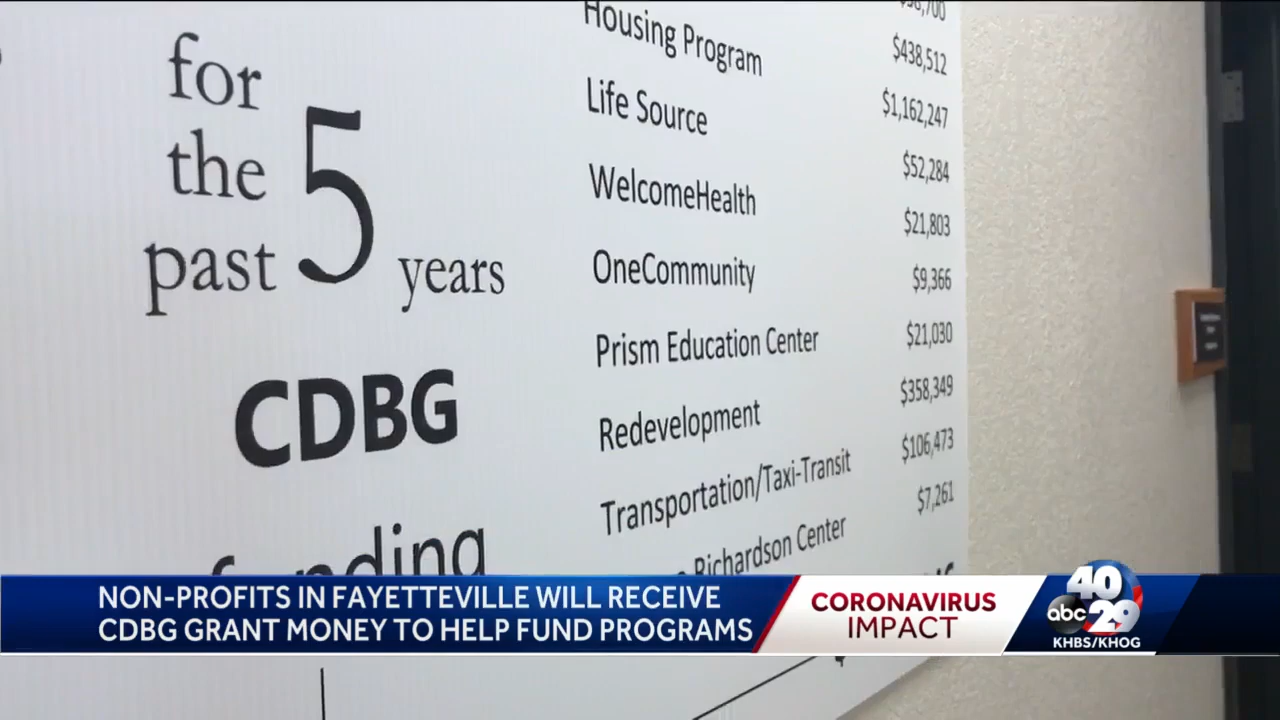 for
the
past 5 years
CDBG
funding
$438,512
Housing Program
$1,162,247
Life Source
$52,284
WelcomeHealth
$21,803
OneCommunity
$9,366
Prism Education Center
$21,030
Redevelopment
$358,349
Transportation/Taxi-Transit
$106,473
Richardson Center
$7,261
NON-PROFITS IN FAYETTEVILLE WILL RECEIVE
CDBG GRANT MONEY TO HELP FUND PROGRAMS
CORONAVIRUS
IMPACT
40
abc 29
KHBS/KHOG